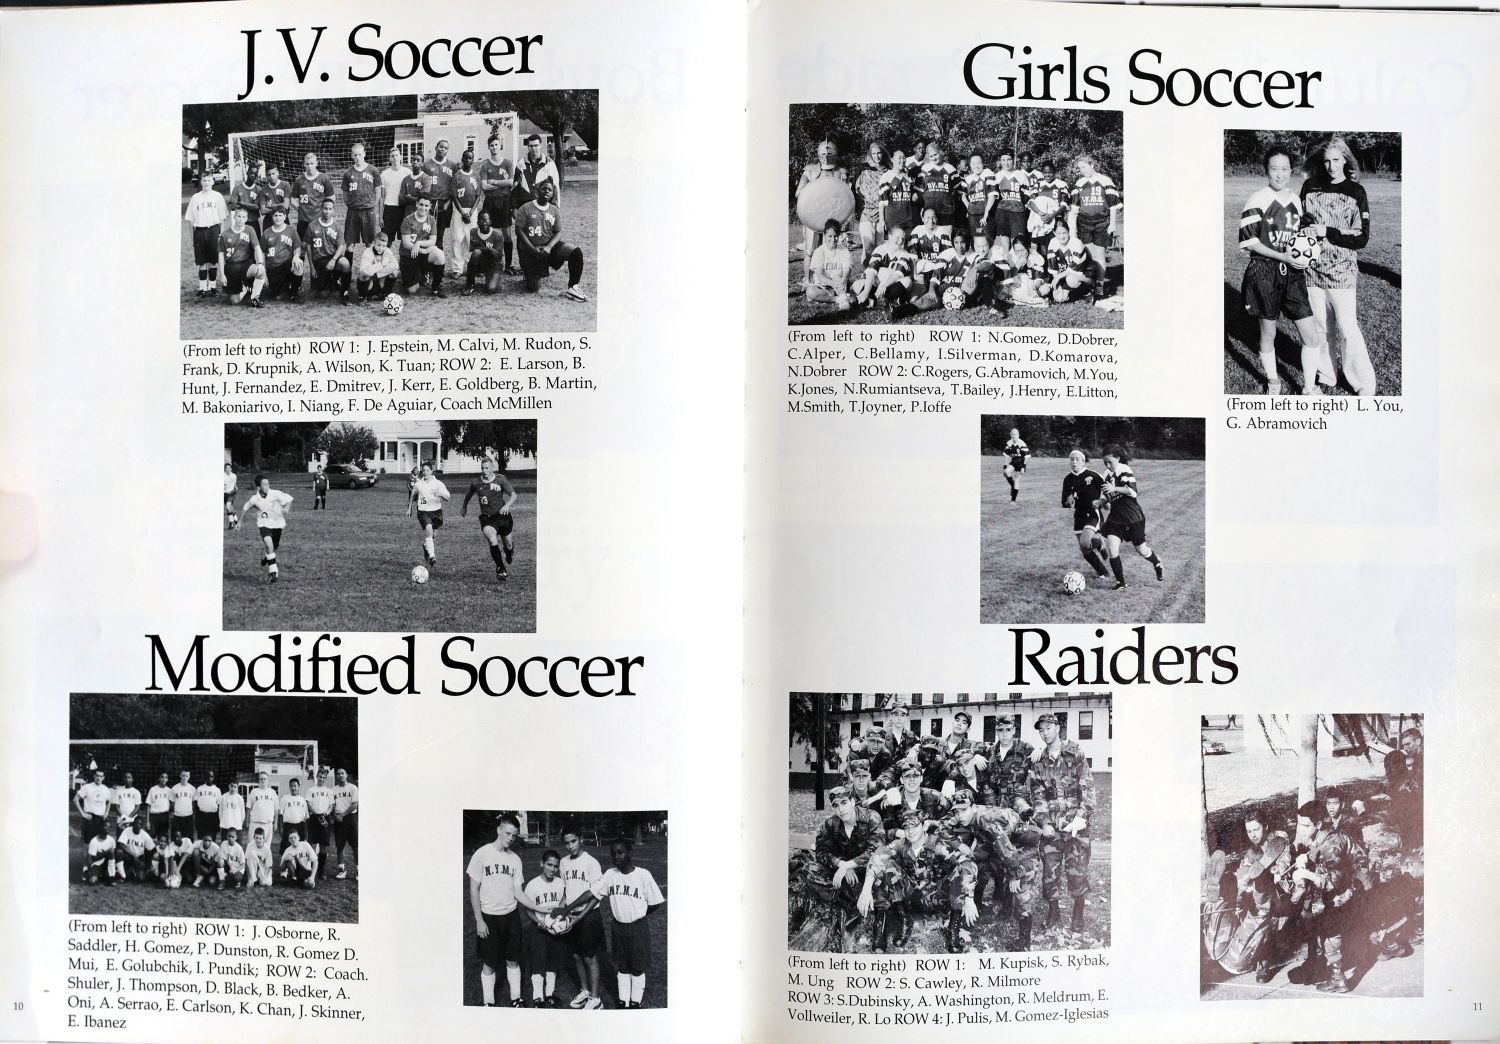 J.V. Soccer
(From left to right) ROW 1: J. Epstein, M. Calvi, M. Rudon, S.
Frank, D. Krupnik, A. Wilson, K. Tuan; ROW 2: E. Larson, B.
Hunt, J. Fernandez, E. Dmitrev, J. Kerr, E. Goldberg, B. Martin,
M. Bakoniarivo, I. Niang, F. De Aguiar, Coach McMillen
Modified Soccer
(From left to right) ROW 1: J. Osborne, R.
Saddler, H. Gomez, P. Dunston, R. Gomez D.
Mui, E. Golubchik, I. Pundik; ROW 2: Coach.
Shuler, J. Thompson, D. Black, B. Bedker, A.
Oni, A. Serrao, E. Carlson, K. Chan, J. Skinner,
E. Ibanez
N.Y.M.A.
N.Y.M.A.
10
Girls Soccer
(From left to right) ROW 1: N.Gomez, D.Dobrer,
C.Alper, C.Bellamy, I.Silverman, D.Komarova,
N.Dobrer ROW 2: C.Rogers, G.Abramovich, M.You,
K.Jones, N.Rumiantseva, T.Bailey, J.Henry, E.Litton,
M.Smith, T.Joyner, P.Ioffe
(From left to right) L. You,
G. Abramovich
Raiders
(From left to right) ROW 1: M. Kupisk, S. Rybak,
M. Ung ROW 2: S. Cawley, R. Milmore
ROW 3: S.Dubinsky, A. Washington, R. Meldrum, E.
Vollweiler, R. Lo ROW 4: J. Pulis, M. Gomez-Iglesias
11